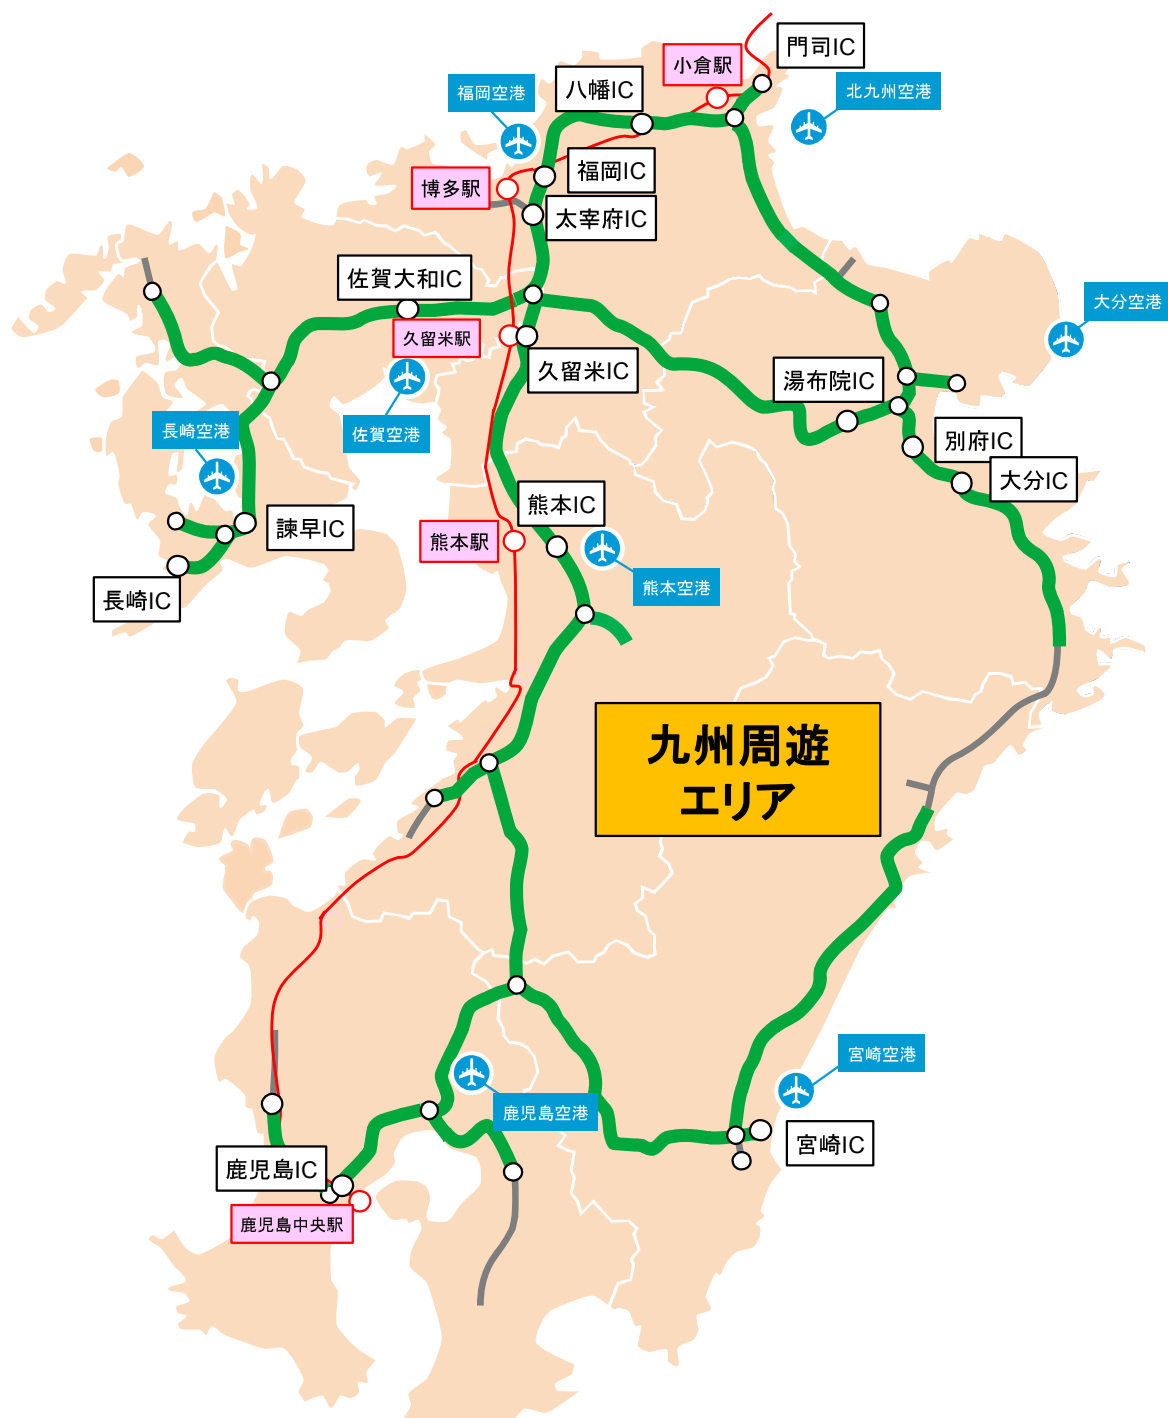 門司IC
小倉駅
八幡IC
福岡空港
北九州空港
福岡IC
博多駅
太宰府IC
佐賀大和IC
大分空港
久留米駅
久留米IC
湯布院IC
長崎空港
佐賀空港
別府IC
大分IC
熊本IC
諫早IC
熊本駅
熊本空港
長崎IC
九州周遊
エリア
宮崎空港
鹿児島空港
宮崎IC
鹿児島IC
鹿児島中央駅